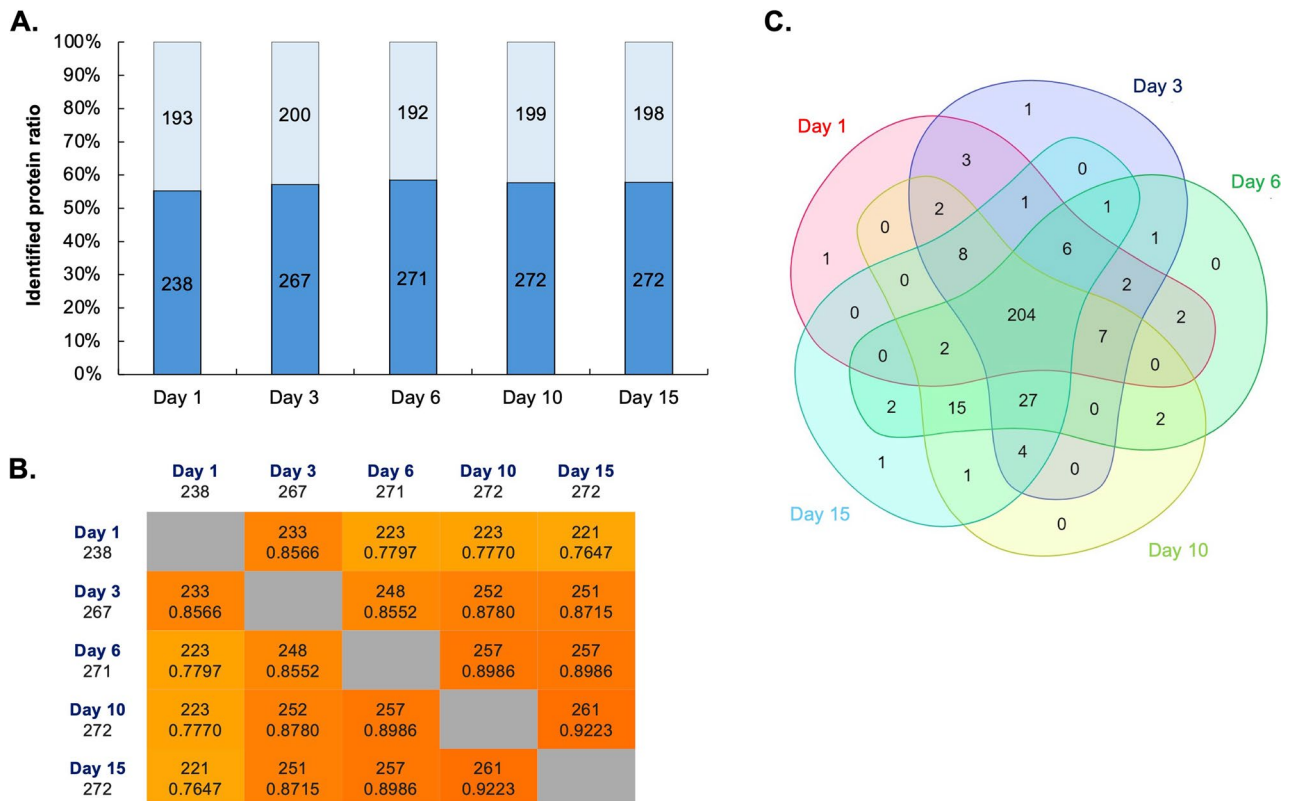 A.
100%
90%
80%
70%
60%
50%
40%
30%
20%
10%
0%
Identified protein ratio
193 200 192 199 198
238 267 271 272 272
Day 1 Day 3 Day 6 Day 10 Day 15
B.
Day 1 Day 3 Day 6 Day 10 Day 15
238 267 271 272 272
Day 1 233 223 223 221
238 0.8566 0.7797 0.7770 0.7647
Day 3 233 248 252 251
267 0.8566 0.8552 0.8780 0.8715
Day 6 223 248 257 257
271 0.7797 0.8552 0.8986 0.8986
Day 10 223 252 257 261
272 0.7770 0.8780 0.8986 0.9223
Day 15 221 251 257 261
272 0.7647 0.8715 0.8986 0.9223
C.
Day 3
Day 1
Day 6
1
3
0
2 1 1
0
1
8 6
1 0
0 2
0 204 2
7
0 2 0
2 15 27 0 2
4
1 1 0
0
Day 15
Day 10